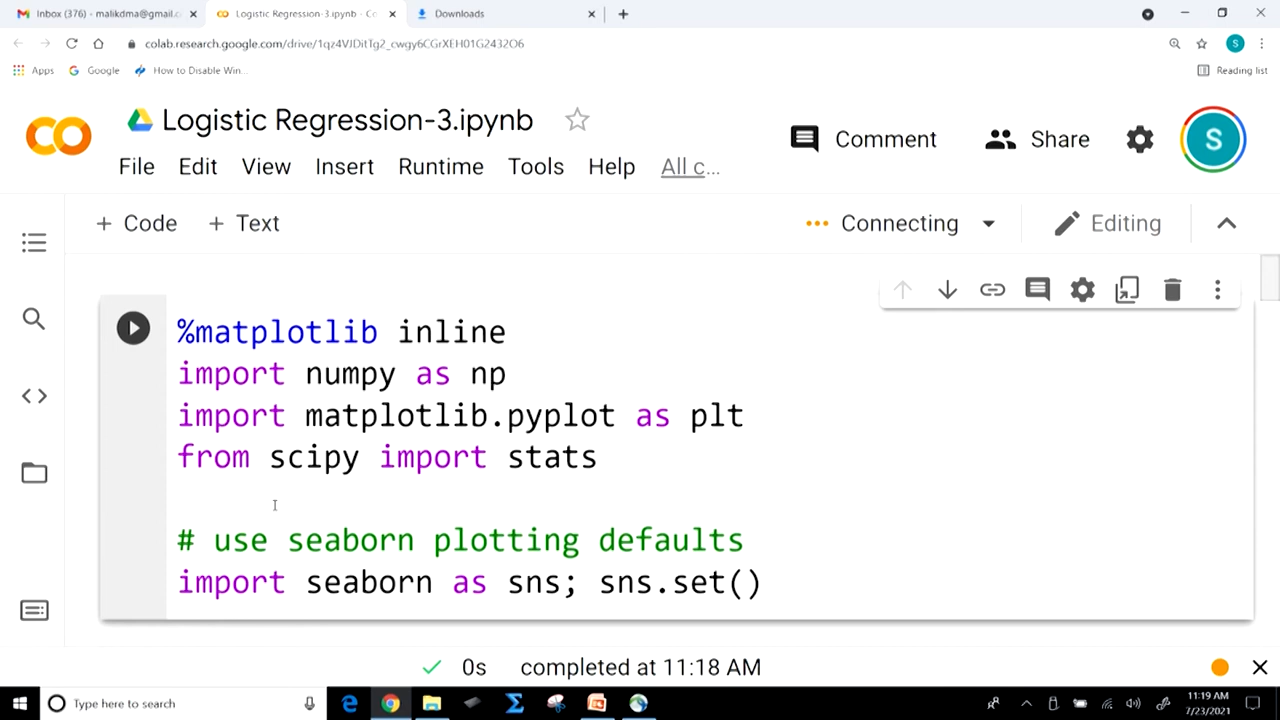 Inbox (376) - malikdma@gmail.c
Logistic Regression-3.ipynb - Co
Downloads
colab.research.google.com/drive/1qz4VJDitTg2_cwgy6CGrXEH01G2432O6
Apps
Google
How to Disable Win...
Reading list
Logistic Regression-3.ipynb
Comment
Share
S
File Edit View Insert Runtime Tools Help All c...
+ Code + Text
Connecting
Editing
%matplotlib inline
import numpy as np
import matplotlib.pyplot as plt
from scipy import stats
# use seaborn plotting defaults
import seaborn as sns; sns.set()
0s completed at 11:18 AM
Type here to search
11:19 AM
7/23/2021